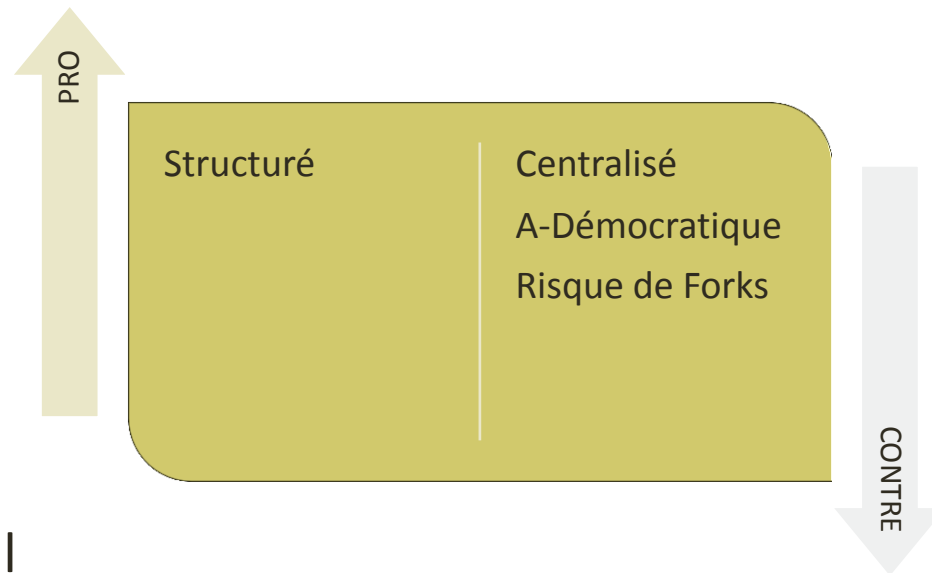 PRO
Structuré
Centralisé
A-Démocratique
Risque de Forks
CONTRE